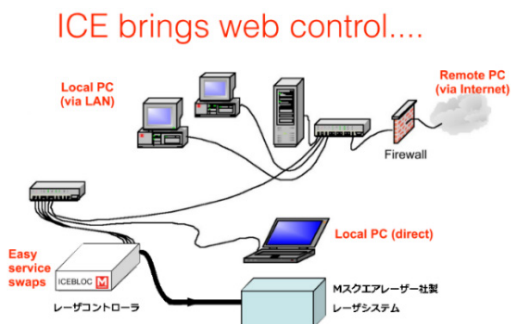 ICE brings web control....
Local PC
(via LAN)
Remote PC
(via Internet)
Firewall
Easy
service
swaps
ICEBLOC M
レーザコントローラ
Local PC (direct)
Mスクエアレーザー社製
レーザシステム